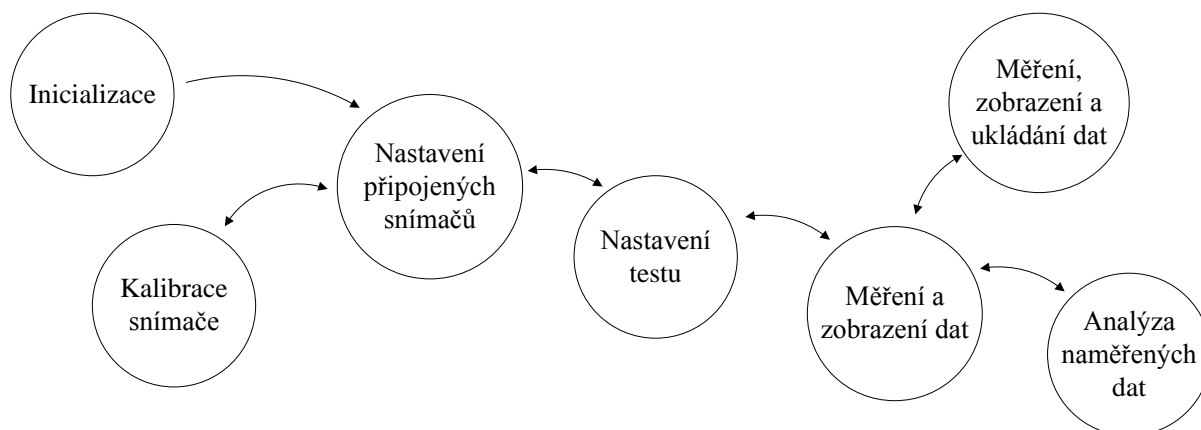 Inicializace
Nastavení
připojených
snímačů
Kalibrace
snímače
Nastavení
testu
Měření a
zobrazení dat
Měření,
zobrazení a
ukládání dat
Analýza
naměřených
dat